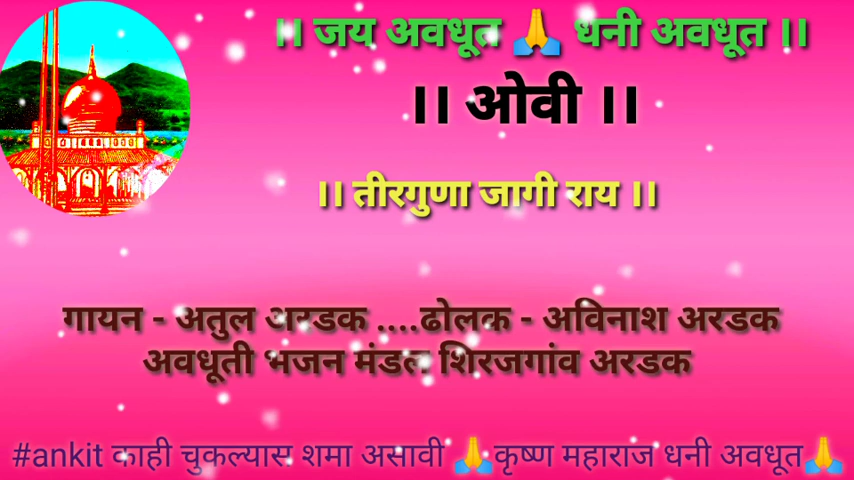 ।। जय अवधूत 🙏 धनी अवधूत ।।
।। ओवी ।।
।। तीरगुणा जागी राय ।।
गायन - अतुल अरडक ....ढोलक - अविनाश अरडक
अवधूती भजन मंडल शिरजगांव अरडक
#ankit काही चुकल्यास शमा असावी 🙏कृष्ण महाराज धनी अवधूत🙏